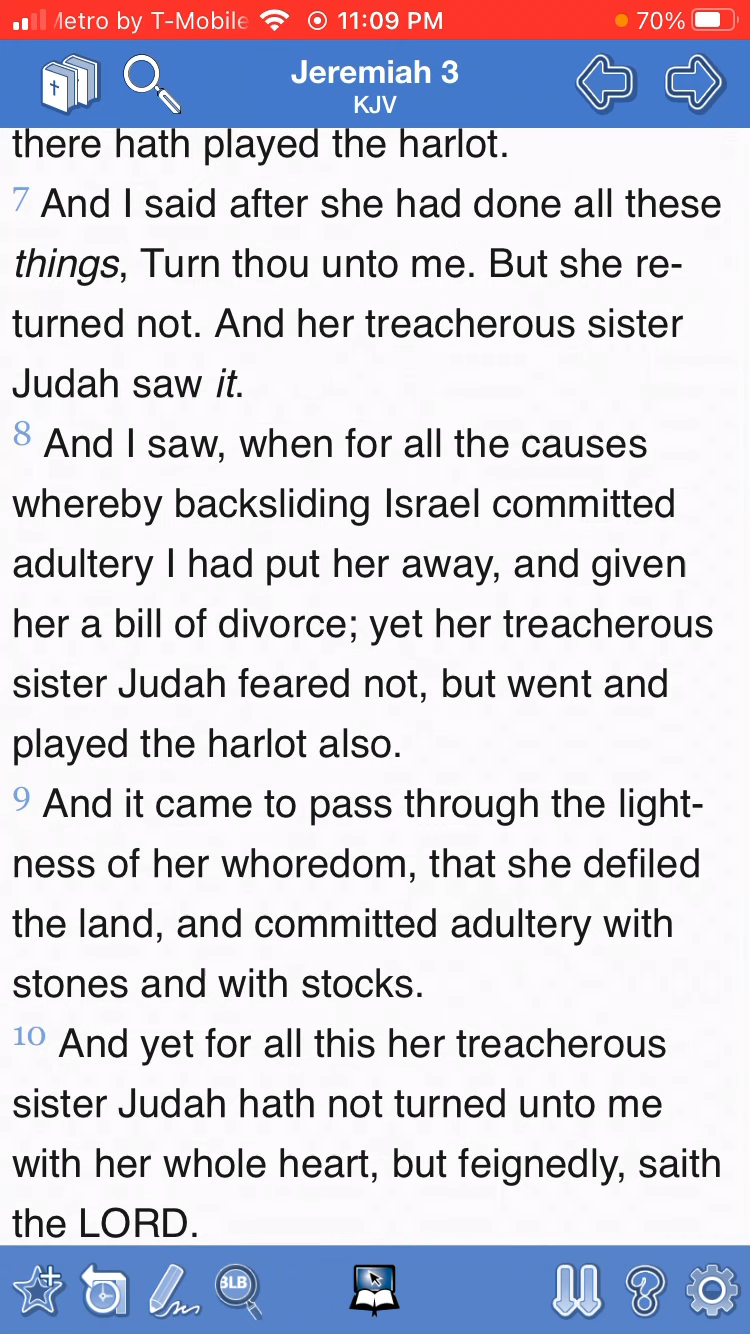 Metro by T-Mobile 11:09 PM 70%
Jeremiah 3
KJV
there hath played the harlot.
7 And I said after she had done all these
things, Turn thou unto me. But she re-
turned not. And her treacherous sister
Judah saw it.
8 And I saw, when for all the causes
whereby backsliding Israel committed
adultery I had put her away, and given
her a bill of divorce; yet her treacherous
sister Judah feared not, but went and
played the harlot also.
9 And it came to pass through the light-
ness of her whoredom, that she defiled
the land, and committed adultery with
stones and with stocks.
10 And yet for all this her treacherous
sister Judah hath not turned unto me
with her whole heart, but feignedly, saith
the LORD.
BLB